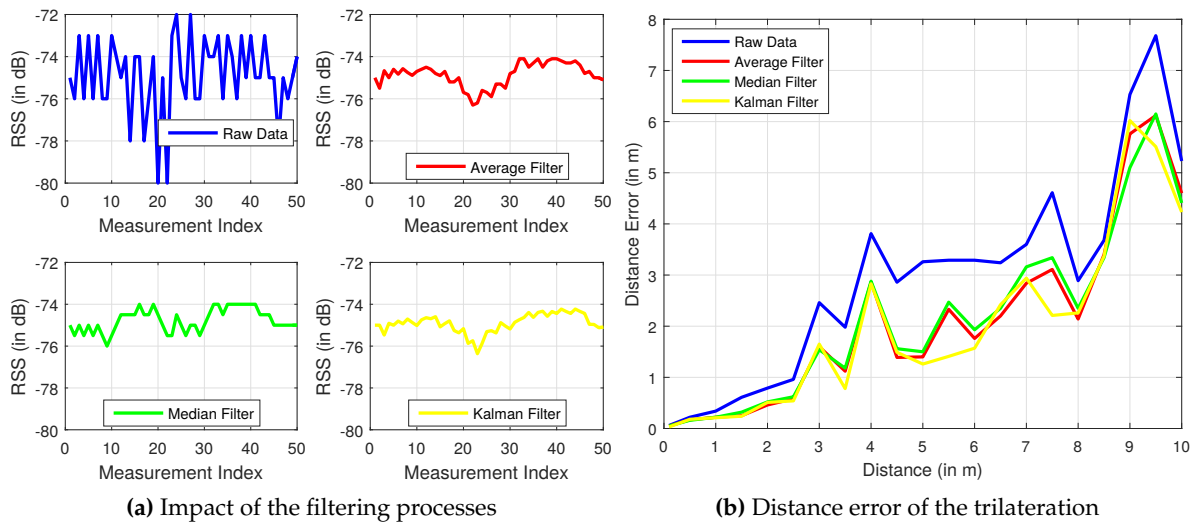 -72
-74
-76
-78
-80
RSS (in dB)
Raw Data
0 10 20 30 40 50
Measurement Index
-72
-74
-76
-78
-80
RSS (in dB)
Average Filter
0 10 20 30 40 50
Measurement Index
-72
-74
-76
-78
-80
RSS (in dB)
Median Filter
0 10 20 30 40 50
Measurement Index
-72
-74
-76
-78
-80
RSS (in dB)
Kalman Filter
0 10 20 30 40 50
Measurement Index
(a) Impact of the filtering processes
8
7
6
5
4
3
2
1
0
Distance Error (in m)
Raw Data
Average Filter
Median Filter
Kalman Filter
0 1 2 3 4 5 6 7 8 9 10
Distance (in m)
(b) Distance error of the trilateration